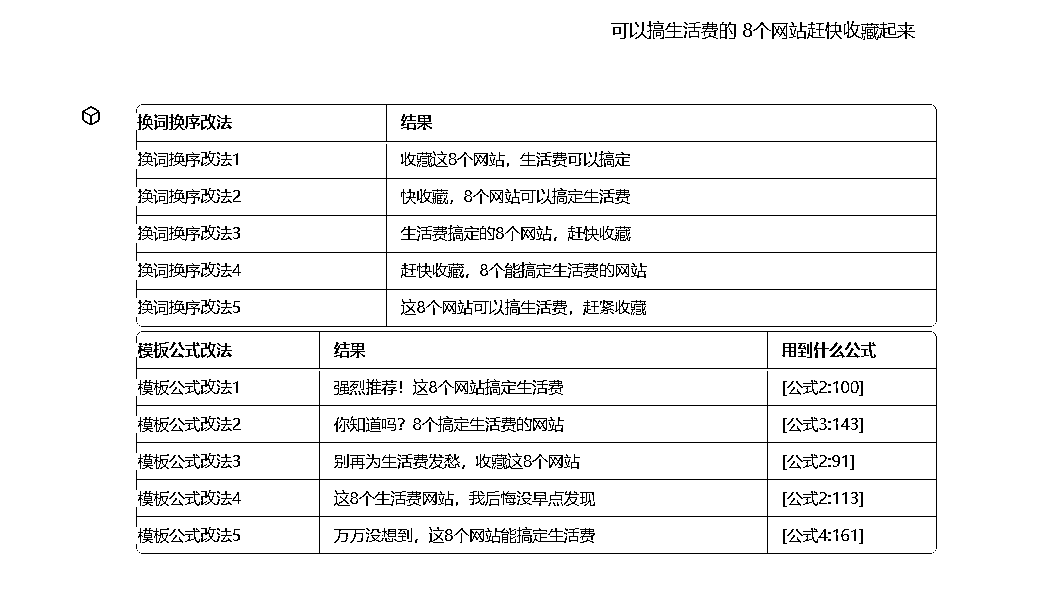 可以搞生活费的 8个网站赶快收藏起来
换词换序改法 结果
换词换序改法1 收藏这8个网站，生活费可以搞定
换词换序改法2 快收藏，8个网站可以搞定生活费
换词换序改法3 生活费搞定的8个网站，赶快收藏
换词换序改法4 赶快收藏，8个能搞定生活费的网站
换词换序改法5 这8个网站可以搞生活费，赶紧收藏
模板公式改法 结果 用到什么公式
模板公式改法1 强烈推荐！这8个网站搞定生活费 [公式2:100]
模板公式改法2 你知道吗？8个搞定生活费的网站 [公式3:143]
模板公式改法3 别再为生活费发愁，收藏这8个网站 [公式2:91]
模板公式改法4 这8个生活费网站，我后悔没早点发现 [公式2:113]
模板公式改法5 万万没想到，这8个网站能搞定生活费 [公式4:161]